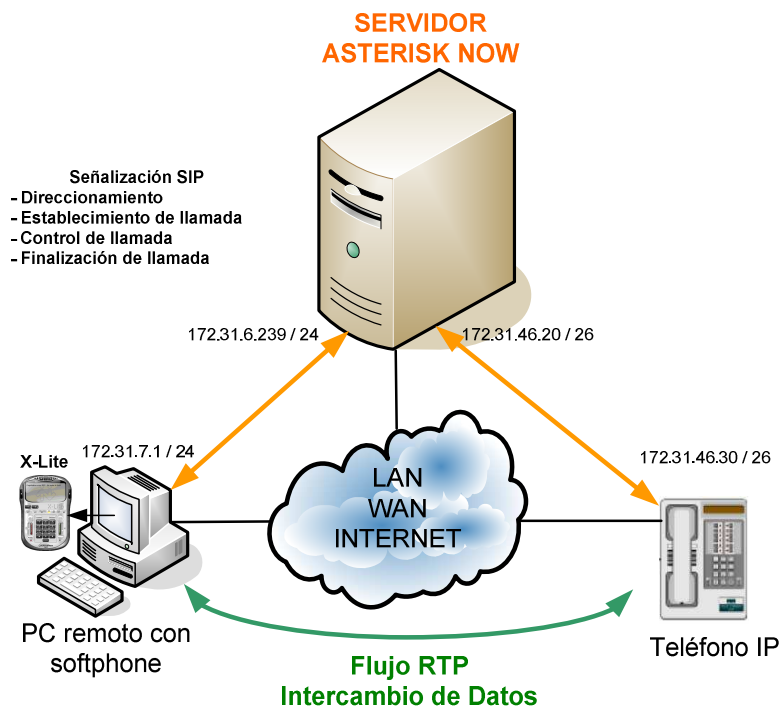 SERVIDOR
ASTERISK NOW
Señalización SIP
- Direccionamiento
- Establecimiento de llamada
- Control de llamada
- Finalización de llamada
172.31.6.239 / 24
172.31.46.20 / 26
172.31.7.1 / 24
X-Lite
172.31.46.30 / 26
LAN
WAN
INTERNET
PC remoto con
softphone
Teléfono IP
Flujo RTP
Intercambio de Datos